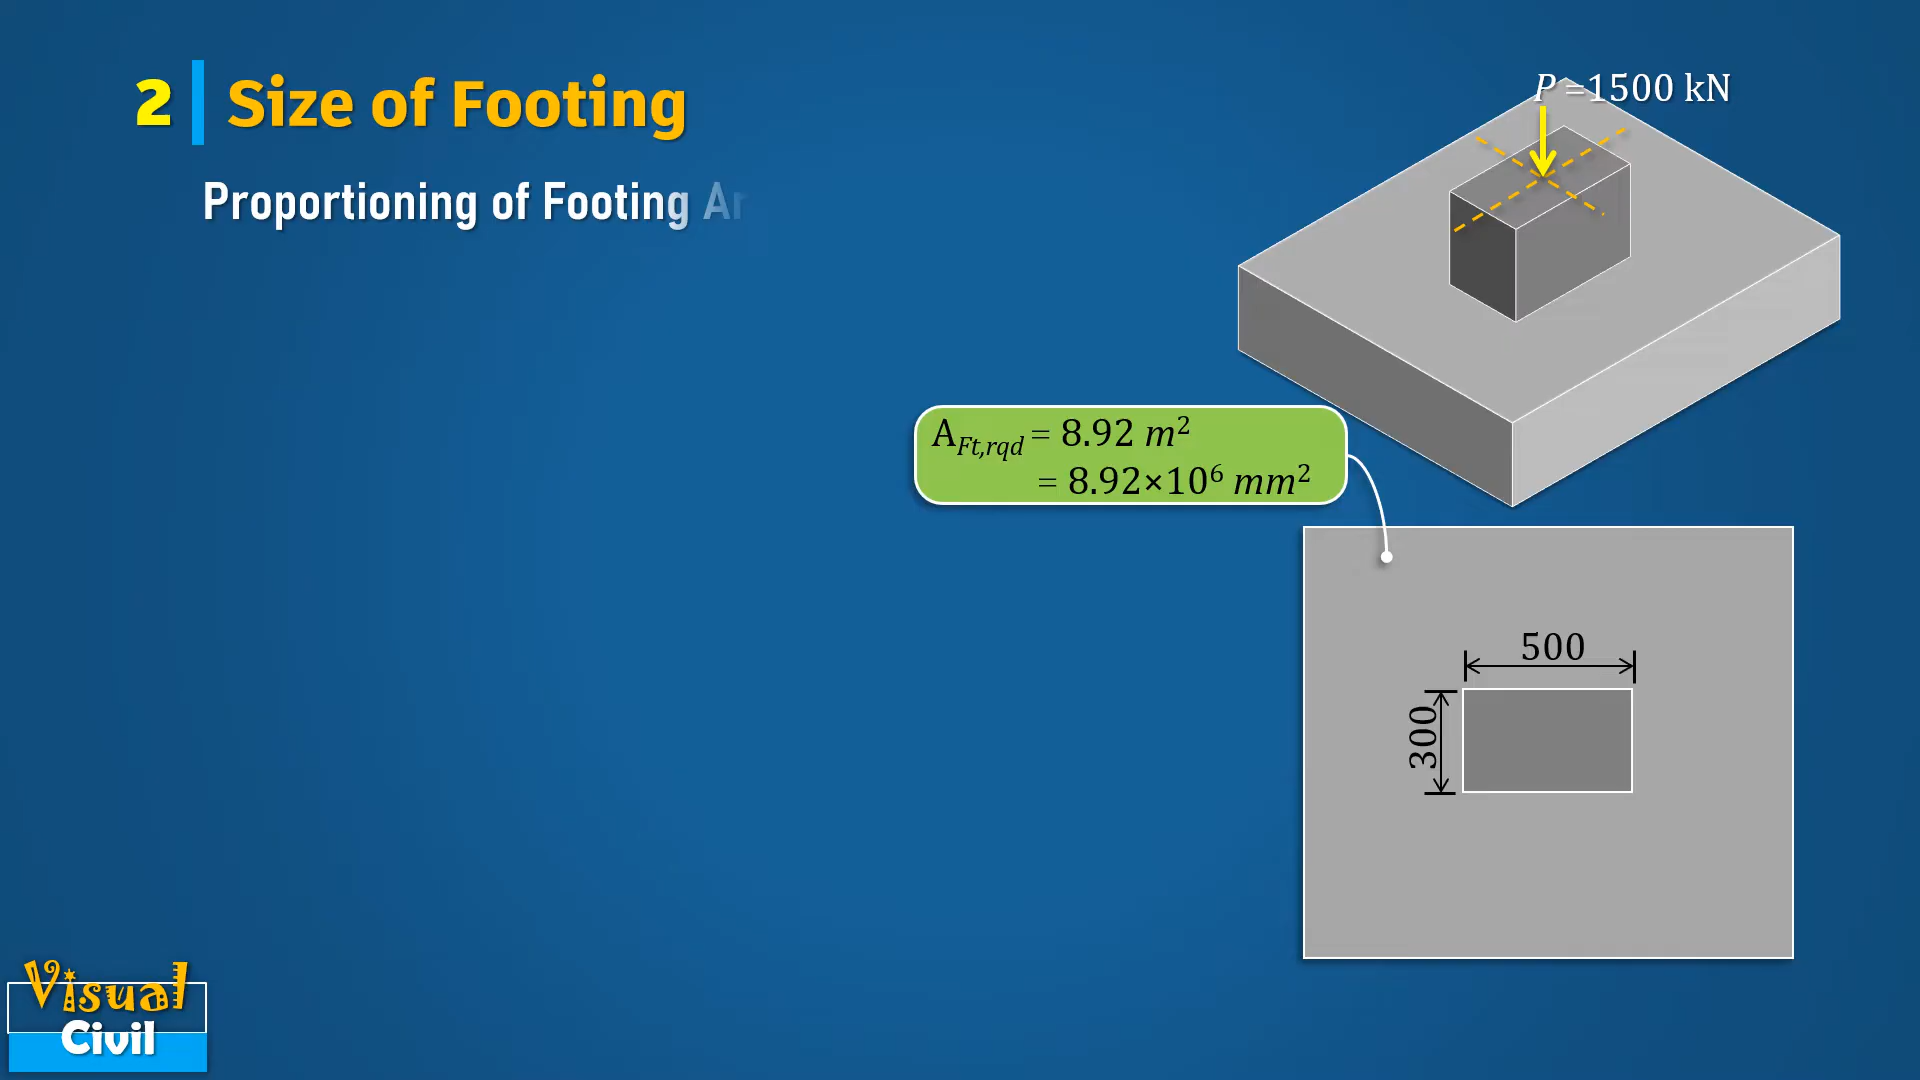 2 Size of Footing
Proportioning of Footing
P =1500 kN
A_Ft,rqd = 8.92 m²
= 8.92×10⁶ mm²
500
300
Visual
Civil